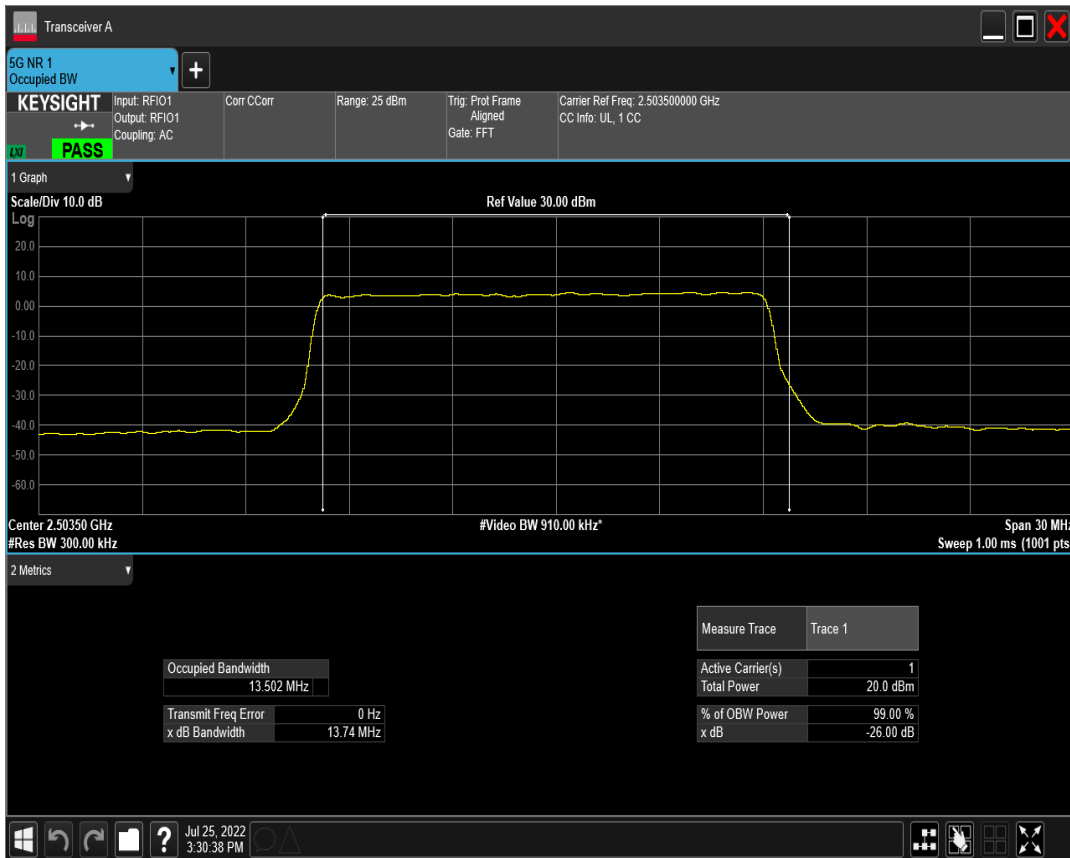 Transceiver A
5G NR 1
Occupied BW
+
KEYSIGHT
LXI
PASS
Input: RFIO1
Output: RFIO1
Coupling: AC
Corr CCorr
Range: 25 dBm
Trig: Prot Frame
Aligned
Gate: FFT
Carrier Ref Freq: 2.503500000 GHz
CC Info: UL, 1 CC
1 Graph
Scale/Div 10.0 dB
Ref Value 30.00 dBm
Log
20.0
10.0
0.00
-10.0
-20.0
-30.0
-40.0
-50.0
-60.0
Center 2.50350 GHz
#Video BW 910.00 kHz*
Span 30 MHz
#Res BW 300.00 kHz
Sweep 1.00 ms (1001 pts
2 Metrics
Measure Trace Trace 1
Occupied Bandwidth
13.502 MHz
Active Carrier(s) 1
Total Power 20.0 dBm
Transmit Freq Error 0 Hz
x dB Bandwidth 13.74 MHz
% of OBW Power 99.00 %
x dB -26.00 dB
?
Jul 25, 2022
3:30:38 PM